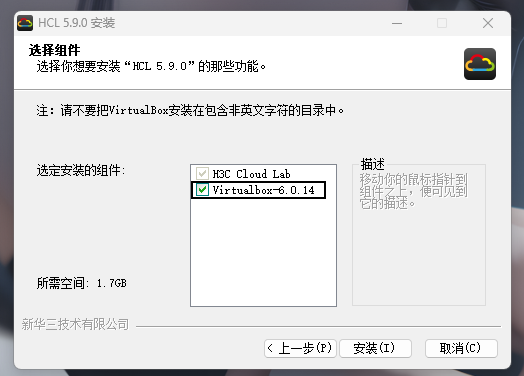 HCL 5.9.0 安装
选择组件
选择你想要安装“HCL 5.9.0”的那些功能。
注：请不要把VirtualBox安装在包含非英文字符的目录中。
选定安装的组件:
H3C Cloud Lab
Virtualbox-6.0.14
描述
移动你的鼠标指针到
组件之上，便可见到
它的描述。
所需空间: 1.7GB
新华三技术有限公司
< 上一步(P)
安装(I)
取消(C)